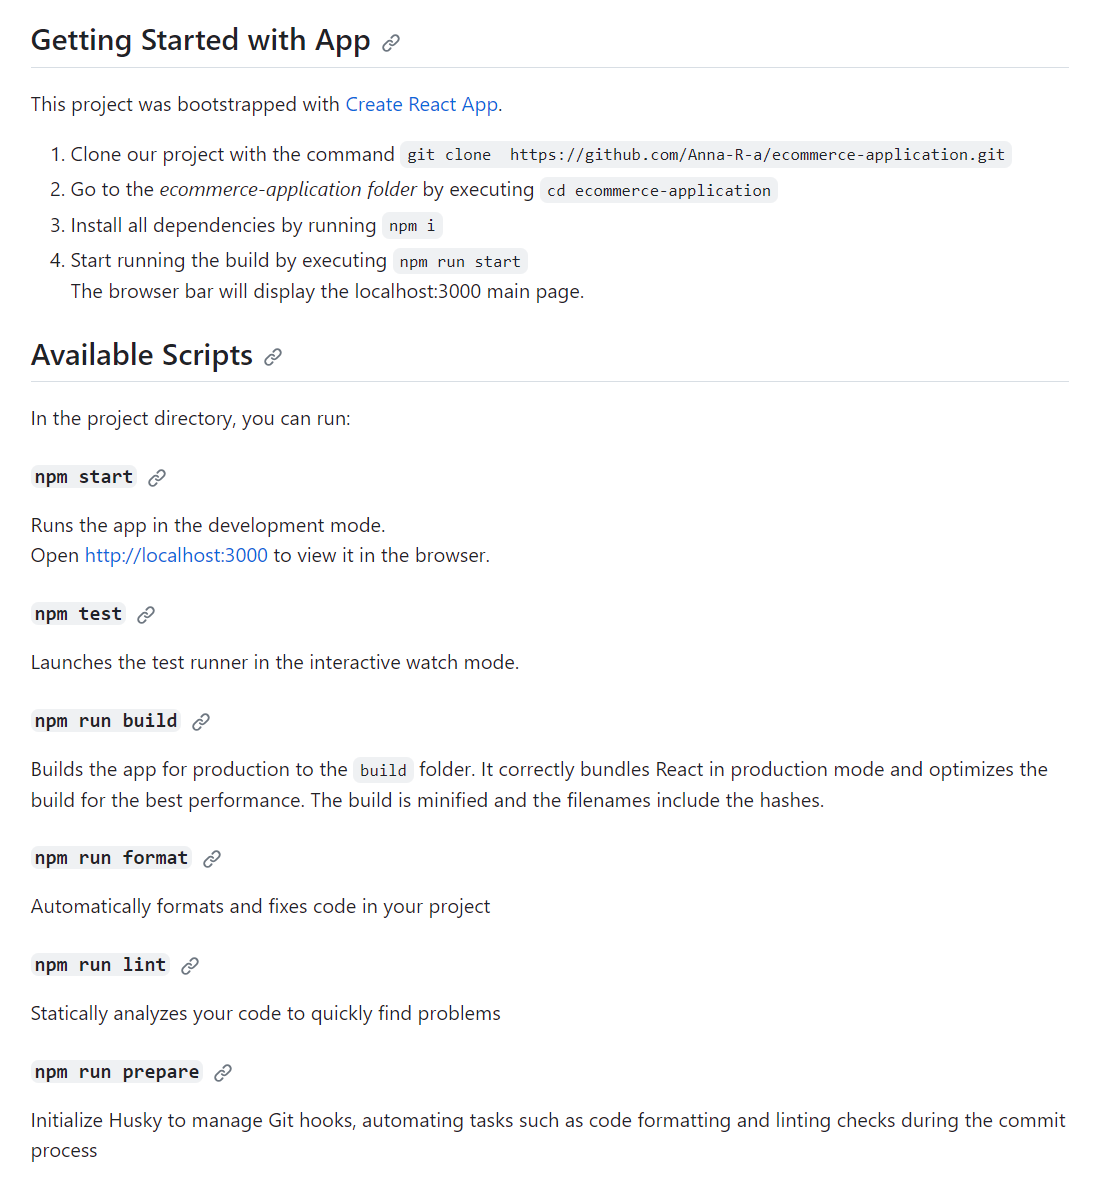 Getting Started with App
This project was bootstrapped with Create React App.
1. Clone our project with the command git clone  https://github.com/Anna-R-a/ecommerce-application.git
2. Go to the ecommerce-application folder by executing cd ecommerce-application
3. Install all dependencies by running npm i
4. Start running the build by executing npm run start
The browser bar will display the localhost:3000 main page.
Available Scripts
In the project directory, you can run:
npm start
Runs the app in the development mode.
Open http://localhost:3000 to view it in the browser.
npm test
Launches the test runner in the interactive watch mode.
npm run build
Builds the app for production to the build folder. It correctly bundles React in production mode and optimizes the
build for the best performance. The build is minified and the filenames include the hashes.
npm run format
Automatically formats and fixes code in your project
npm run lint
Statically analyzes your code to quickly find problems
npm run prepare
Initialize Husky to manage Git hooks, automating tasks such as code formatting and linting checks during the commit
process